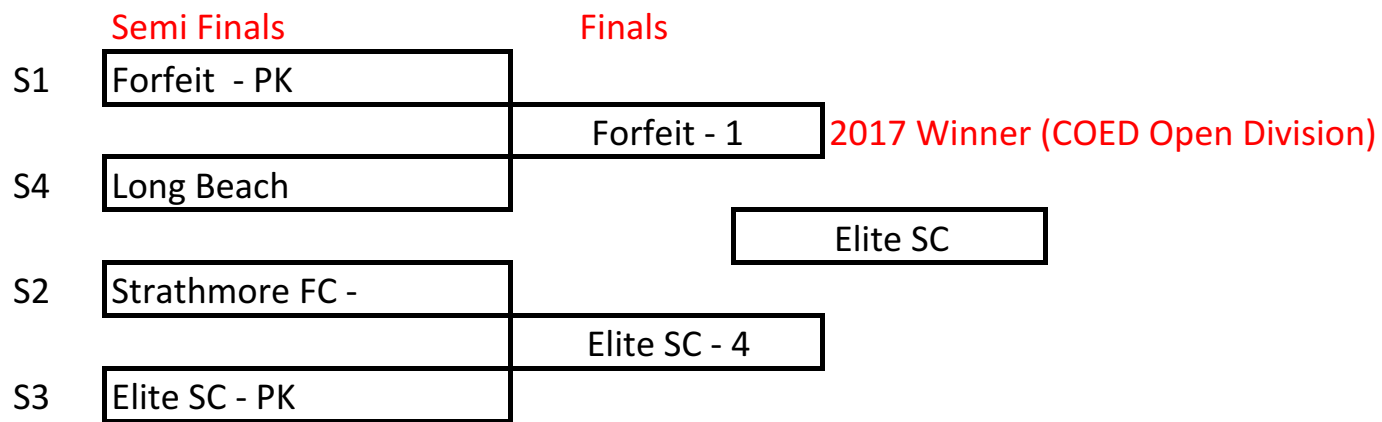 Semi Finals Finals
S1 Forfeit - PK
Forfeit - 1 2017 Winner (COED Open Division)
S4 Long Beach
Elite SC
S2 Strathmore FC -
Elite SC - 4
S3 Elite SC - PK